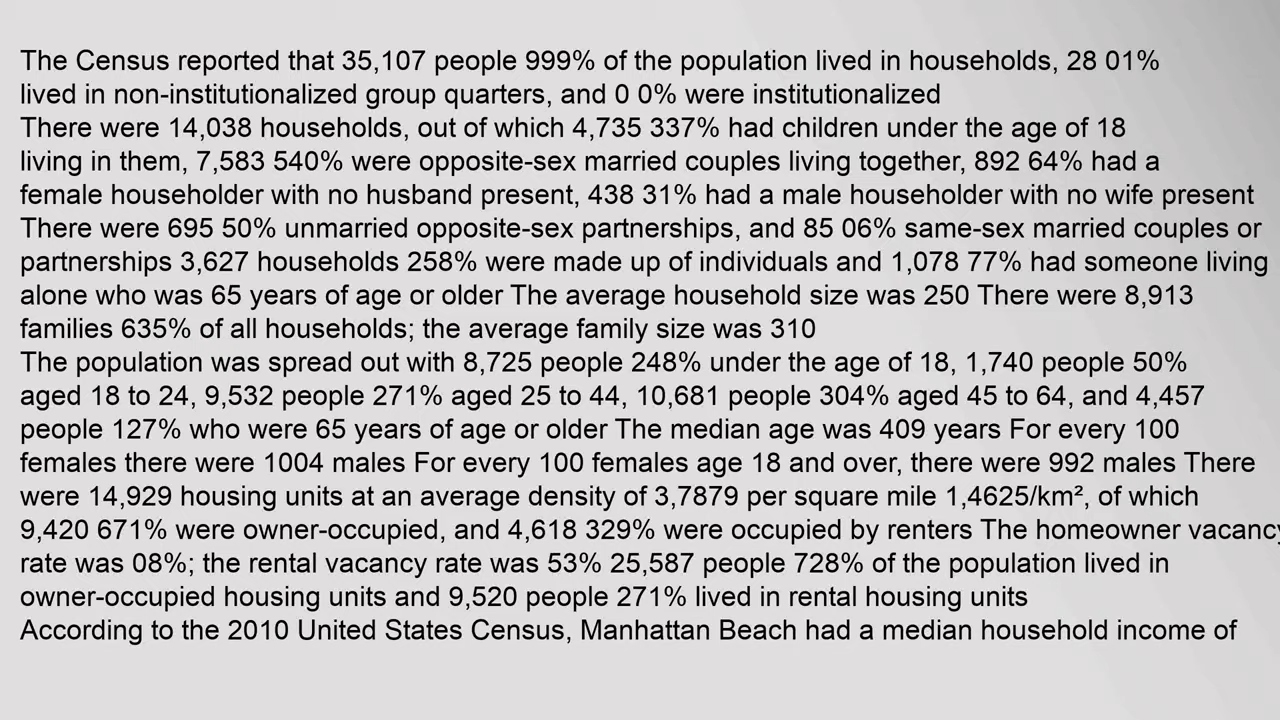 The Census reported that 35,107 people 999% of the population lived in households, 28 01%
lived in non-institutionalized group quarters, and 0 0% were institutionalized
There were 14,038 households, out of which 4,735 337% had children under the age of 18
living in them, 7,583 540% were opposite-sex married couples living together, 892 64% had a
female householder with no husband present, 438 31% had a male householder with no wife present
There were 695 50% unmarried opposite-sex partnerships, and 85 06% same-sex married couples or
partnerships 3,627 households 258% were made up of individuals and 1,078 77% had someone living
alone who was 65 years of age or older The average household size was 250 There were 8,913
families 635% of all households; the average family size was 310
The population was spread out with 8,725 people 248% under the age of 18, 1,740 people 50%
aged 18 to 24, 9,532 people 271% aged 25 to 44, 10,681 people 304% aged 45 to 64, and 4,457
people 127% who were 65 years of age or older The median age was 409 years For every 100
females there were 1004 males For every 100 females age 18 and over, there were 992 males There
were 14,929 housing units at an average density of 3,7879 per square mile 1,4625/km², of which
9,420 671% were owner-occupied, and 4,618 329% were occupied by renters The homeowner vacancy
rate was 08%; the rental vacancy rate was 53% 25,587 people 728% of the population lived in
owner-occupied housing units and 9,520 people 271% lived in rental housing units
According to the 2010 United States Census, Manhattan Beach had a median household income of